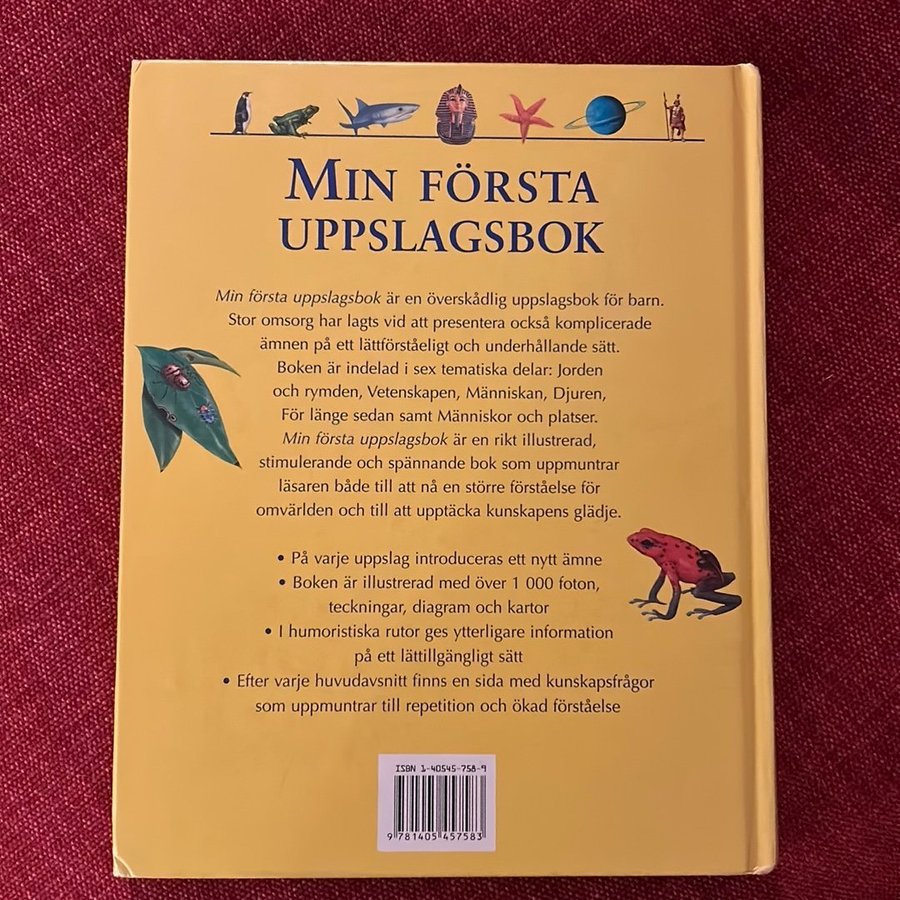 MIN FÖRSTA
UPPSLAGSBOK
Min första uppslagsbok är en överskådlig uppslagsbok för barn.
Stor omsorg har lagts vid att presentera också komplicerade
ämnen på ett lättförståeligt och underhållande sätt.
Boken är indelad i sex tematiska delar: Jorden
och rymden, Vetenskapen, Människan, Djuren,
För länge sedan samt Människor och platser.
Min första uppslagsbok är en rikt illustrerad,
stimulerande och spännande bok som uppmuntrar
läsaren både till att nå en större förståelse för
omvärlden och till att upptäcka kunskapens glädje.
• På varje uppslag introduceras ett nytt ämne
• Boken är illustrerad med över 1 000 foton,
teckningar, diagram och kartor
• I humoristiska rutor ges ytterligare information
på ett lättillgängligt sätt
• Efter varje huvudavsnitt finns en sida med kunskapsfrågor
som uppmuntrar till repetition och ökad förståelse
ISBN 1-40545-758-9
9 781405 457583